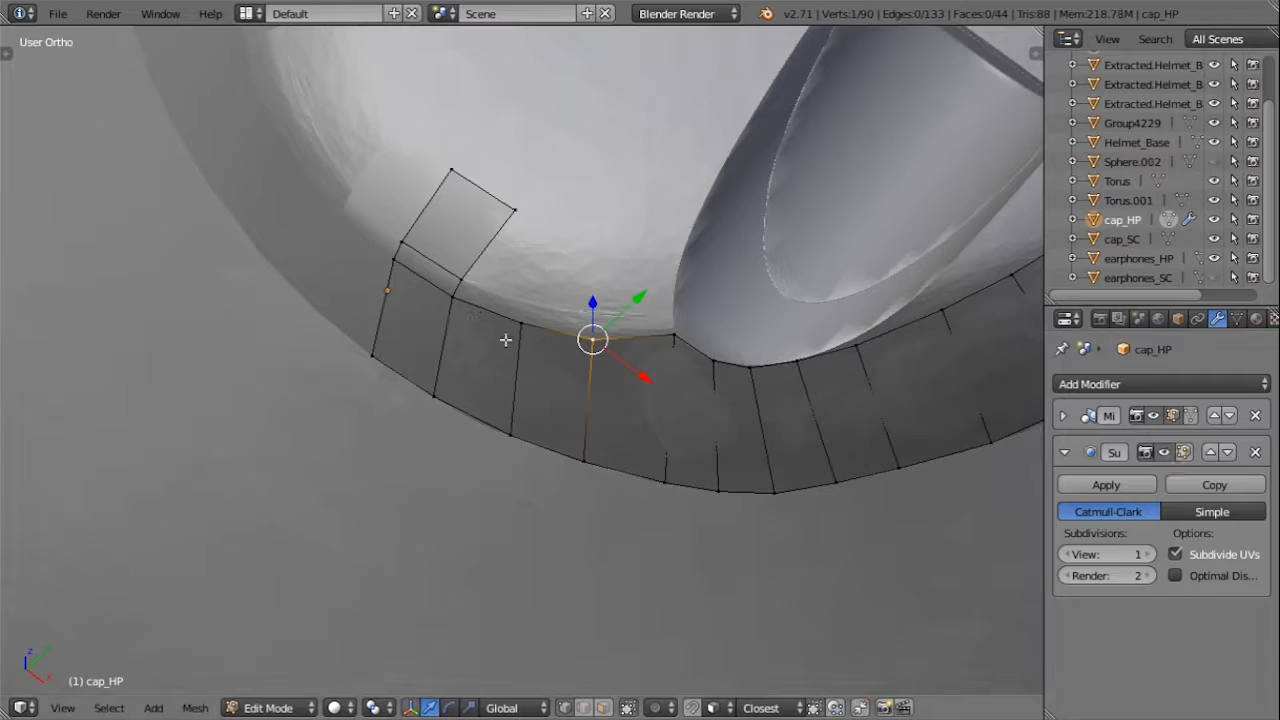 File Render Window Help Default Scene Blender Render v2.71 | Verts:1/90 | Edges:0/133 | Faces:0/44 | Tris:88 | Mem:218.78M | cap_HP
User Ortho
View Search All Scenes
Extracted.Helmet_B
Extracted.Helmet_B
Extracted.Helmet_B
Group4229
Helmet_Base
Sphere.002
Torus
Torus.001
cap_HP
cap_SC
earphones_HP
earphones_SC
cap_HP
Add Modifier
Mi
Su
Apply Copy
Catmull-Clark Simple
Subdivisions: Options:
View: 1 Subdivide UVs
Render: 2 Optimal Dis...
z
x
(1) cap_HP
View Select Add Mesh Edit Mode Global Closest